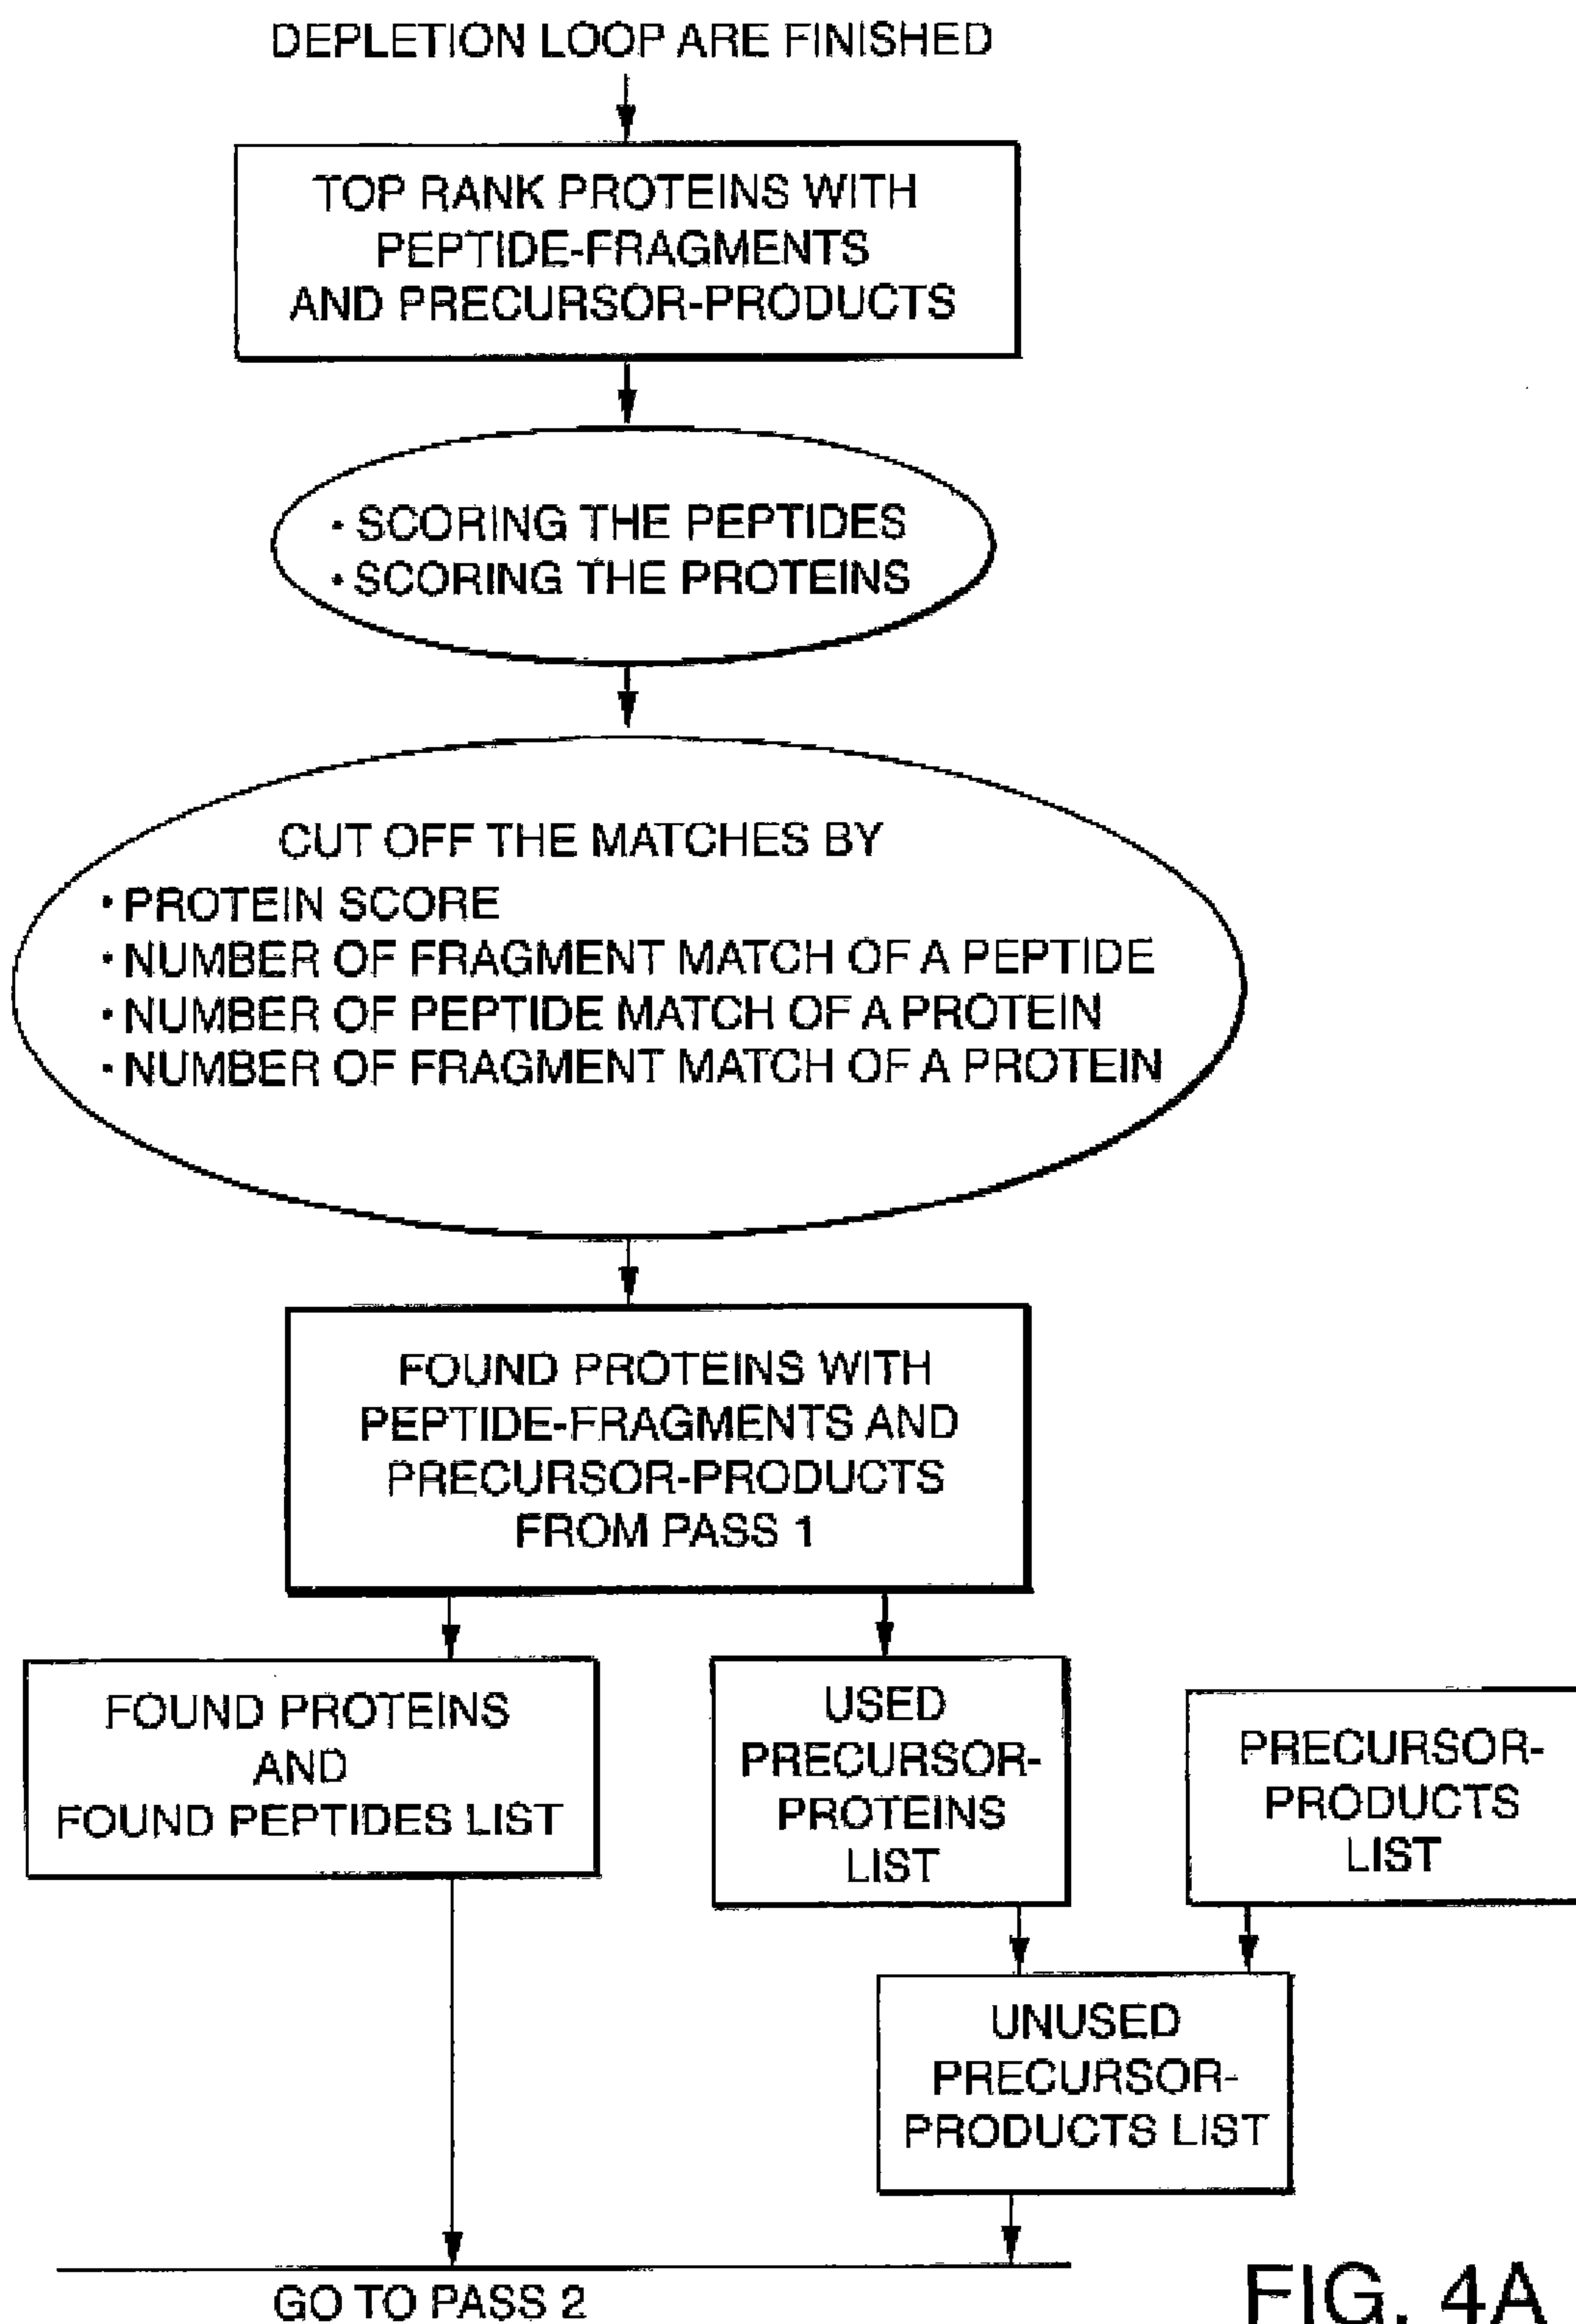 DEPLETION LOOP ARE FINISHED
TOP RANK PROTEINS WITH
PEPTIDE-FRAGMENTS
AND PRECURSOR-PRODUCTS
• SCORING THE PEPTIDES
• SCORING THE PROTEINS
CUT OFF THE MATCHES BY
• PROTEIN SCORE
• NUMBER OF FRAGMENT MATCH OF A PEPTIDE
• NUMBER OF PEPTIDE MATCH OF A PROTEIN
• NUMBER OF FRAGMENT MATCH OF A PROTEIN
FOUND PROTEINS WITH
PEPTIDE-FRAGMENTS AND
PRECURSOR-PRODUCTS
FROM PASS 1
FOUND PROTEINS
AND
FOUND PEPTIDES LIST
USED
PRECURSOR-
PROTEINS
LIST
PRECURSOR-
PRODUCTS
LIST
UNUSED
PRECURSOR-
PRODUCTS LIST
GO TO PASS 2
FIG. 4A